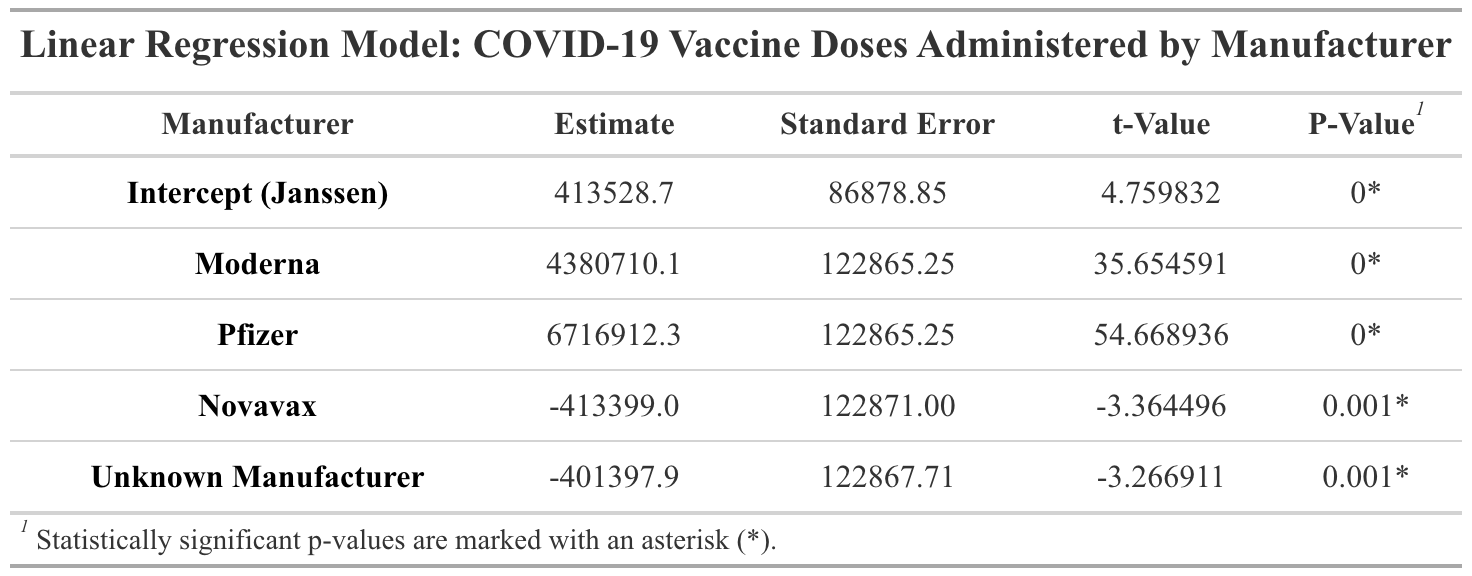 Linear Regression Model: COVID-19 Vaccine Doses Administered by Manufacturer
Manufacturer Estimate Standard Error t-Value P-Value1
Intercept (Janssen) 413528.7 86878.85 4.759832 0*
Moderna 4380710.1 122865.25 35.654591 0*
Pfizer 6716912.3 122865.25 54.668936 0*
Novavax -413399.0 122871.00 -3.364496 0.001*
Unknown Manufacturer -401397.9 122867.71 -3.266911 0.001*
1 Statistically significant p-values are marked with an asterisk (*).